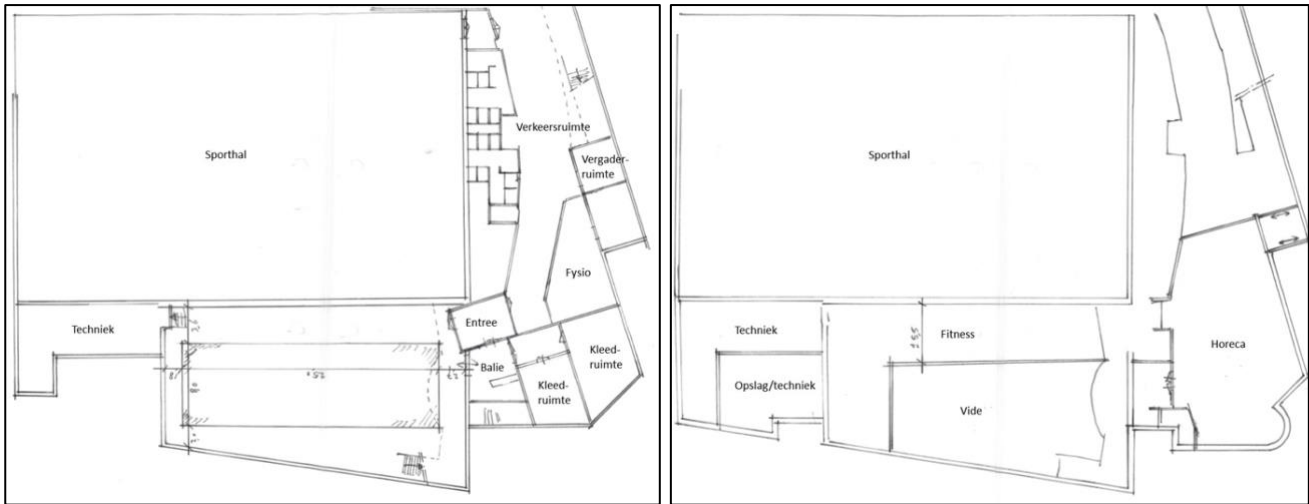 Sporthal
Verkeersruimte
Vergader-
ruimte
Fysio
Entree
Techniek
Balie
Kleed-
ruimte
Kleed-
ruimte
Sporthal
Techniek
Fitness
Horeca
Opslag/techniek
Vide